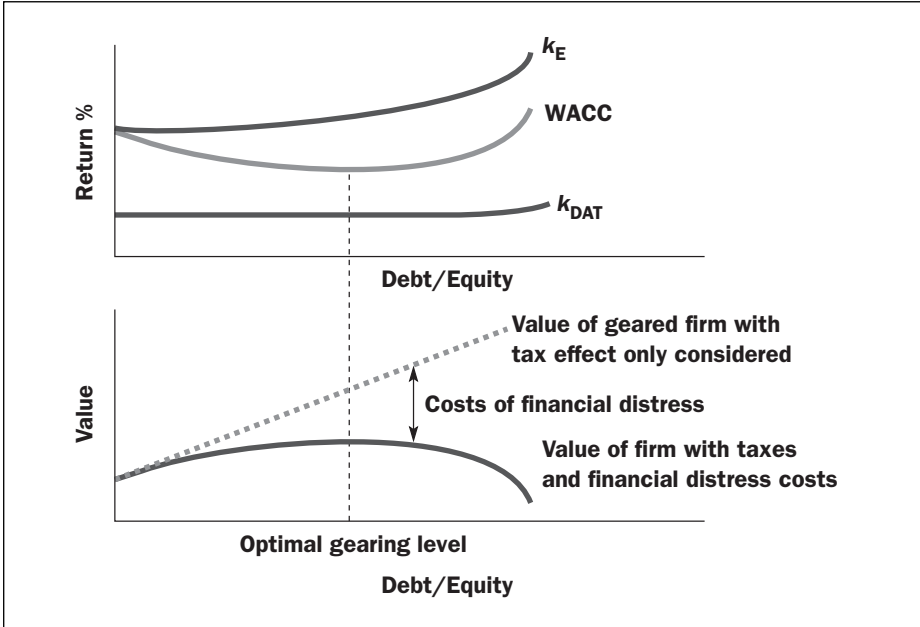 Return %
kE
WACC
kDAT
Debt/Equity
Value
Value of geared firm with
tax effect only considered
Costs of financial distress
Value of firm with taxes
and financial distress costs
Optimal gearing level
Debt/Equity